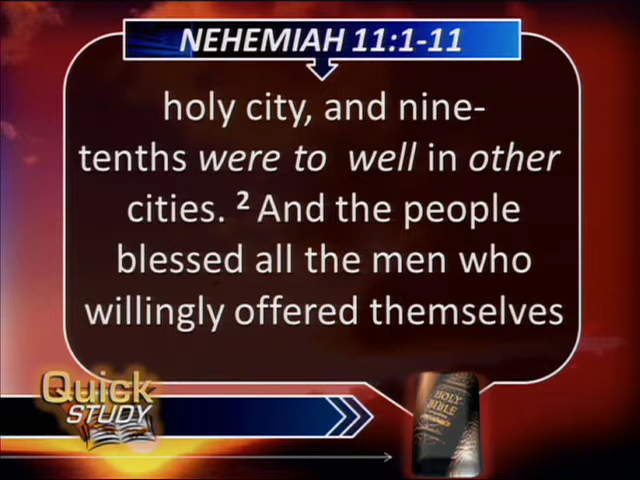 NEHEMIAH 11:1-11
holy city, and nine-
tenths were to  well in other
cities. ² And the people
blessed all the men who
willingly offered themselves
Quick
STUDY
HOLY
BIBLE